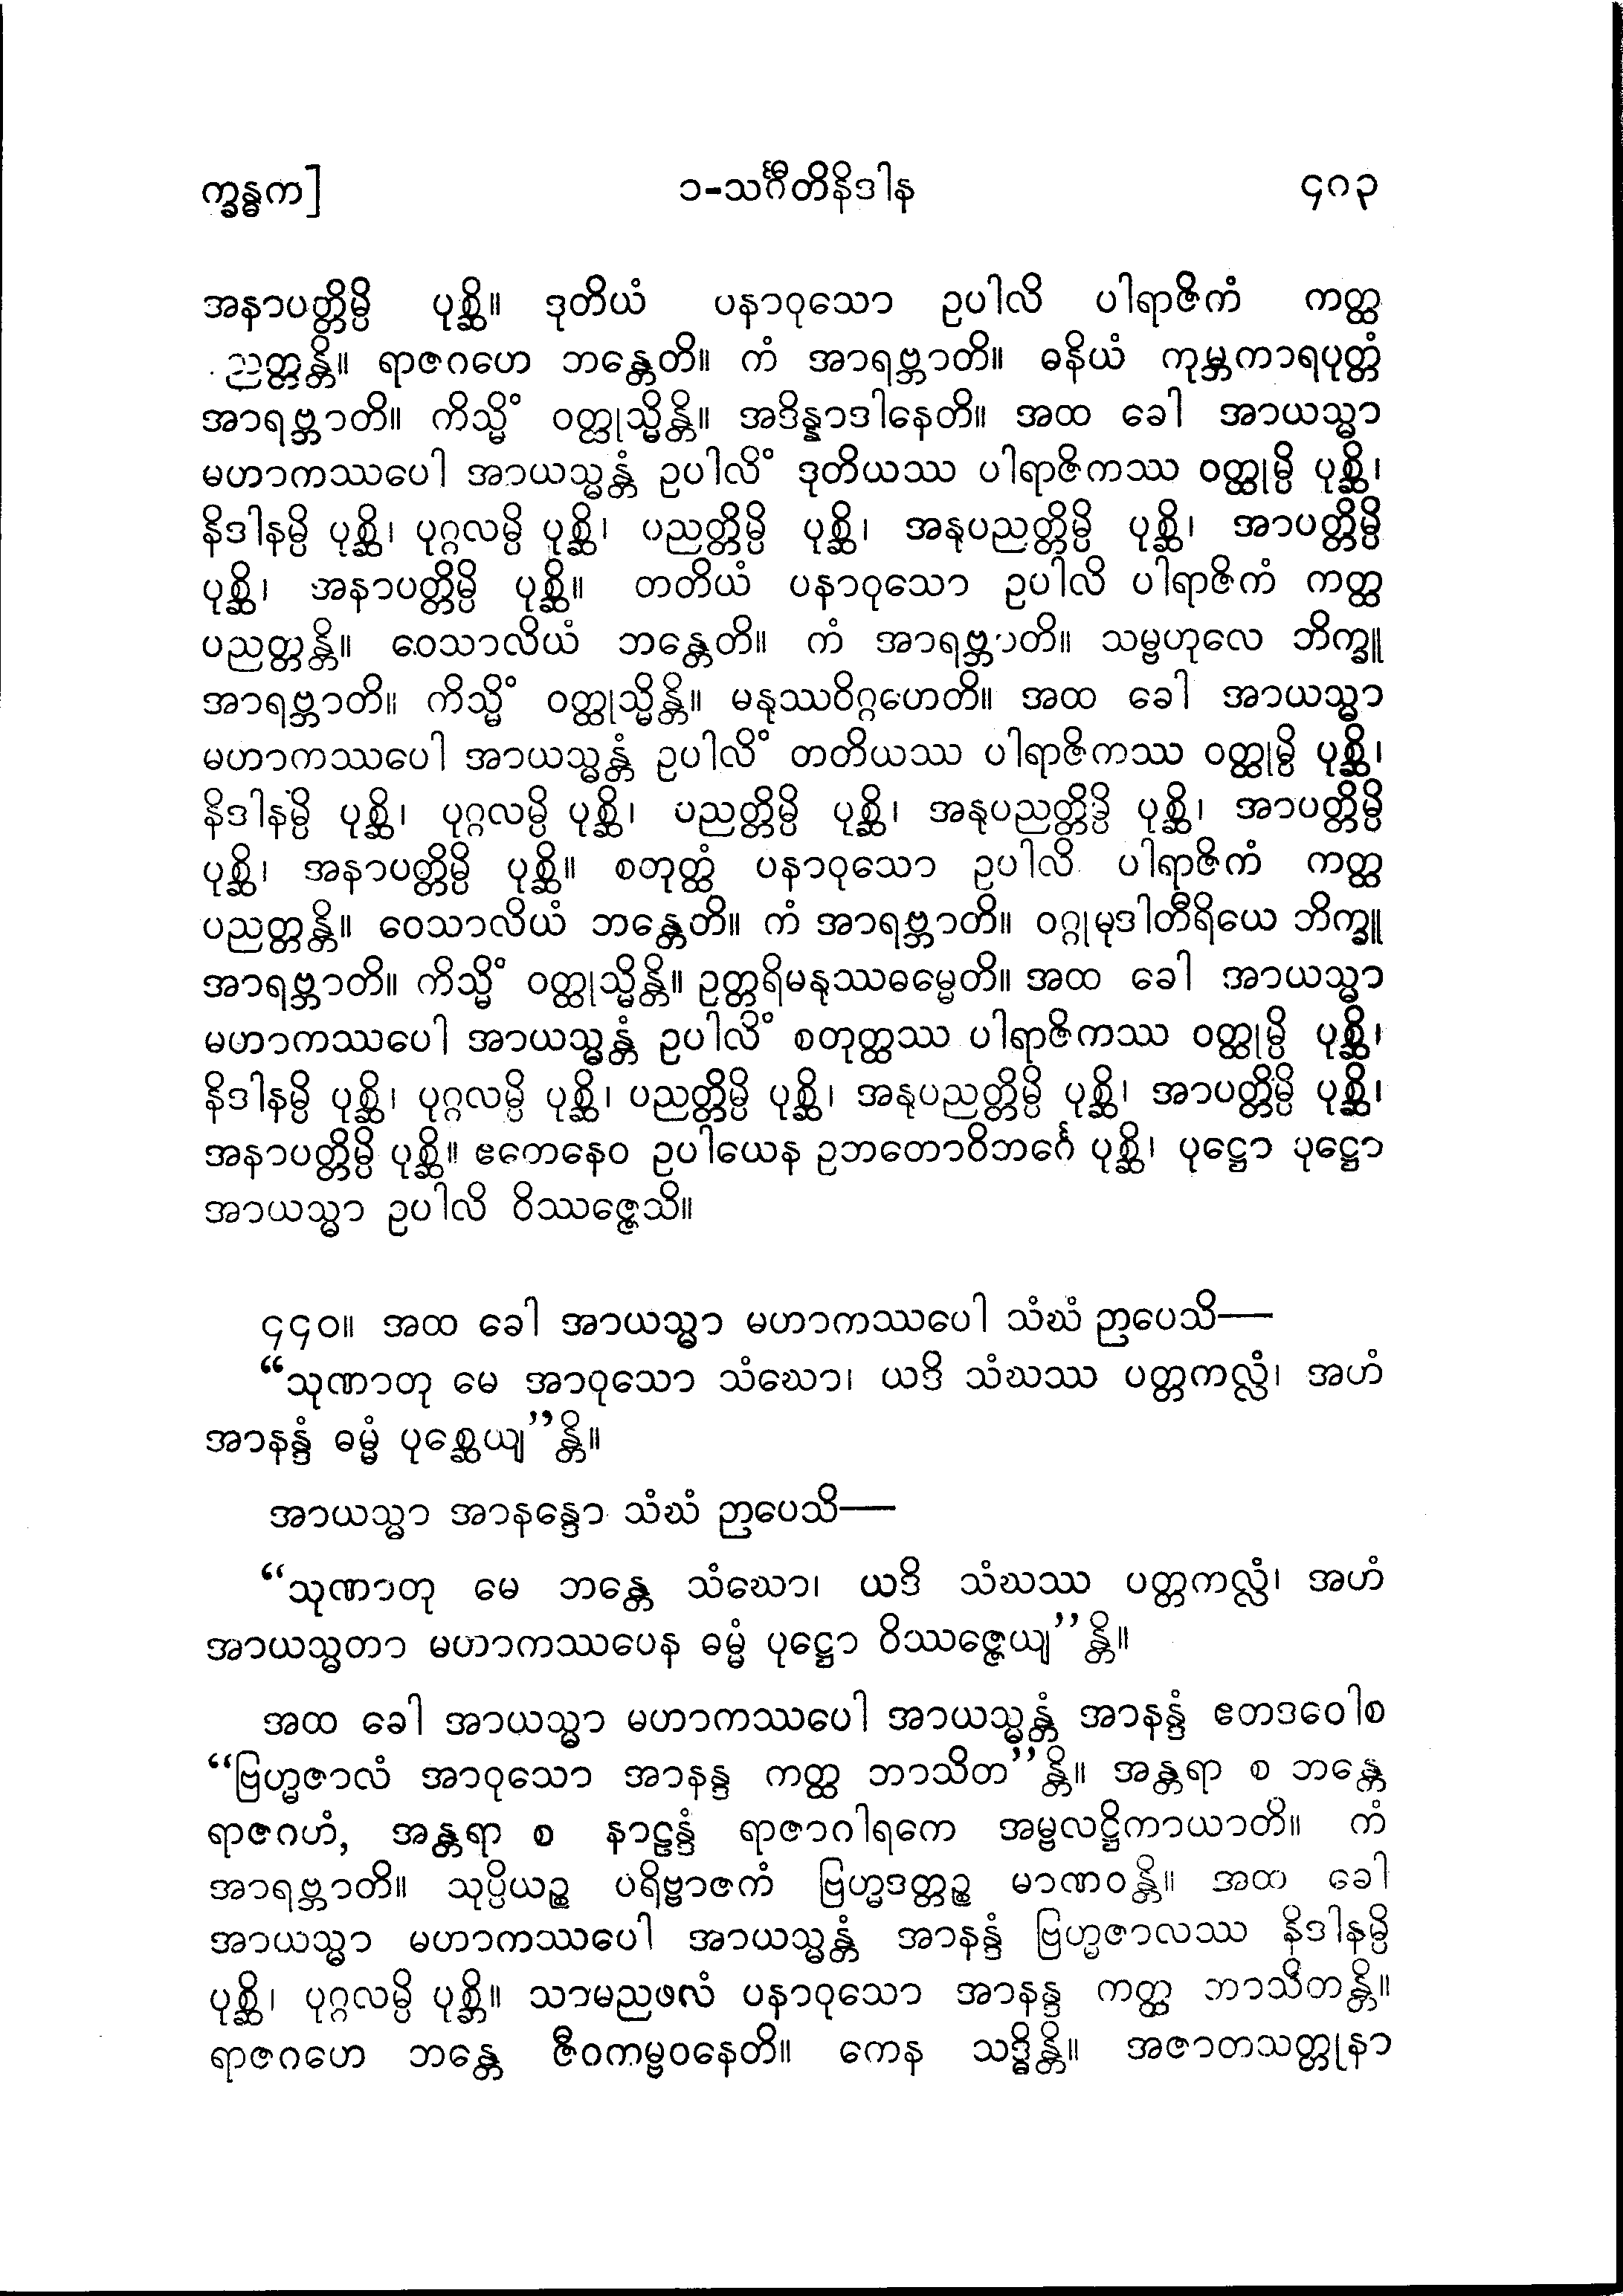 က္ခန္ဓက]
၁-သင်္ဂီတိနိဒါန
၄၈၃
အနာပတ္တိမ္ပိ ပုစ္ဆိ။ ဒုတိယံ ပနာဝုသော ဥပါလိ ပါရာဇိကံ ကတ္ထ
ညတ္တန္တိ။ ရာဇဂဟေ ဘန္တေတိ။ ကံ အာရဗ္ဘာတိ။ ဓနိယံ ကုမ္ဘကာရပုတ္တံ
အာရဗ္ဘာတိ။ ကိသ္မိံ ဝတ္ထုသ္မိန္တိ။ အဒိန္နာဒါနေတိ။ အထ ခေါ အာယသ္မာ
မဟာကဿပေါ အာယသ္မန္တံ ဥပါလိံ ဒုတိယဿ ပါရာဇိကဿ ဝတ္ထုမ္ပိ ပုစ္ဆိ၊
နိဒါနမ္ပိ ပုစ္ဆိ၊ ပုဂ္ဂလမ္ပိ ပုစ္ဆိ၊ ပညတ္တိမ္ပိ ပုစ္ဆိ၊ အနုပညတ္တိမ္ပိ ပုစ္ဆိ၊ အာပတ္တိမ္ပိ
ပုစ္ဆိ၊ အနာပတ္တိမ္ပိ ပုစ္ဆိ။ တတိယံ ပနာဝုသော ဥပါလိ ပါရာဇိကံ ကတ္ထ
ပညတ္တန္တိ။ ဝေသာလိယံ ဘန္တေတိ။ ကံ အာရဗ္ဘာတိ။ သမ္ဗဟုလေ ဘိက္ခူ
အာရဗ္ဘာတိ။ ကိသ္မိံ ဝတ္ထုသ္မိန္တိ။ မနုဿဝိဂ္ဂဟေတိ။ အထ ခေါ အာယသ္မာ
မဟာကဿပေါ အာယသ္မန္တံ ဥပါလိံ တတိယဿ ပါရာဇိကဿ ဝတ္ထုမ္ပိ ပုစ္ဆိ၊
နိဒါနမ္ပိ ပုစ္ဆိ၊ ပုဂ္ဂလမ္ပိ ပုစ္ဆိ၊ ပညတ္တိမ္ပိ ပုစ္ဆိ၊ အနုပညတ္တိမ္ပိ ပုစ္ဆိ၊ အာပတ္တိမ္ပိ
ပုစ္ဆိ၊ အနာပတ္တိမ္ပိ ပုစ္ဆိ။ စတုတ္ထံ ပနာဝုသော ဥပါလိ ပါရာဇိကံ ကတ္ထ
ပညတ္တန္တိ။ ဝေသာလိယံ ဘန္တေတိ။ ကံ အာရဗ္ဘာတိ။ ဝဂ္ဂုမုဒါတီရိယေ ဘိက္ခူ
အာရဗ္ဘာတိ။ ကိသ္မိံ ဝတ္ထုသ္မိန္တိ။ ဥတ္တရိမနုဿဓမ္မေတိ။ အထ ခေါ အာယသ္မာ
မဟာကဿပေါ အာယသ္မန္တံ ဥပါလိံ စတုတ္ထဿ ပါရာဇိကဿ ဝတ္ထုမ္ပိ ပုစ္ဆိ၊
နိဒါနမ္ပိ ပုစ္ဆိ၊ ပုဂ္ဂလမ္ပိ ပုစ္ဆိ၊ ပညတ္တိမ္ပိ ပုစ္ဆိ၊ အနုပညတ္တိမ္ပိ ပုစ္ဆိ၊ အာပတ္တိမ္ပိ ပုစ္ဆိ၊
အနာပတ္တိမ္ပိ ပုစ္ဆိ။ ဧကေနေဝ ဥပါယေန ဥဘတောဝိဘင်္ဂေ ပုစ္ဆိ၊ ပုဋ္ဌော ပုဋ္ဌော
အာယသ္မာ ဥပါလိ ဝိဿဇ္ဇေသိ။
၄၄၀။ အထ ခေါ အာယသ္မာ မဟာကဿပေါ သံဃံ ဉာပေသိ—
“သုဏာတု မေ အာဝုသော သံဃော၊ ယဒိ သံဃဿ ပတ္တကလ္လံ၊ အဟံ
အာနန္ဒံ ဓမ္မံ ပုစ္ဆေယျ”န္တိ။
အာယသ္မာ အာနန္ဒော သံဃံ ဉာပေသိ—
“သုဏာတု မေ ဘန္တေ သံဃော၊ ယဒိ သံဃဿ ပတ္တကလ္လံ၊ အဟံ
အာယသ္မတာ မဟာကဿပေန ဓမ္မံ ပုဋ္ဌော ဝိဿဇ္ဇေယျ”န္တိ။
အထ ခေါ အာယသ္မာ မဟာကဿပေါ အာယသ္မန္တံ အာနန္ဒံ ဧတဒဝေါစ
“ဗြဟ္မဇာလံ အာဝုသော အာနန္ဒ ကတ္ထ ဘာသိတ”န္တိ။ အန္တရာ စ ဘန္တေ
ရာဇဂဟံ, အန္တရာ စ နာဠန္ဒံ ရာဇာဂါရကေ အမ္ဗလဋ္ဌိကာယာတိ။ ကံ
အာရဗ္ဘာတိ။ သုပ္ပိယဉ္စ ပရိဗ္ဗာဇကံ ဗြဟ္မဒတ္တဉ္စ မာဏဝန္တိ။ အထ ခေါ
အာယသ္မာ မဟာကဿပေါ အာယသ္မန္တံ အာနန္ဒံ ဗြဟ္မဇာလဿ နိဒါနမ္ပိ
ပုစ္ဆိ၊ ပုဂ္ဂလမ္ပိ ပုစ္ဆိ။ သာမညဖလံ ပနာဝုသော အာနန္ဒ ကတ္ထ ဘာသိတန္တိ။
ရာဇဂဟေ ဘန္တေ ဇီဝကမ္ဗဝနေတိ။ ကေန သဒ္ဓိန္တိ။ အဇာတသတ္တုနာ